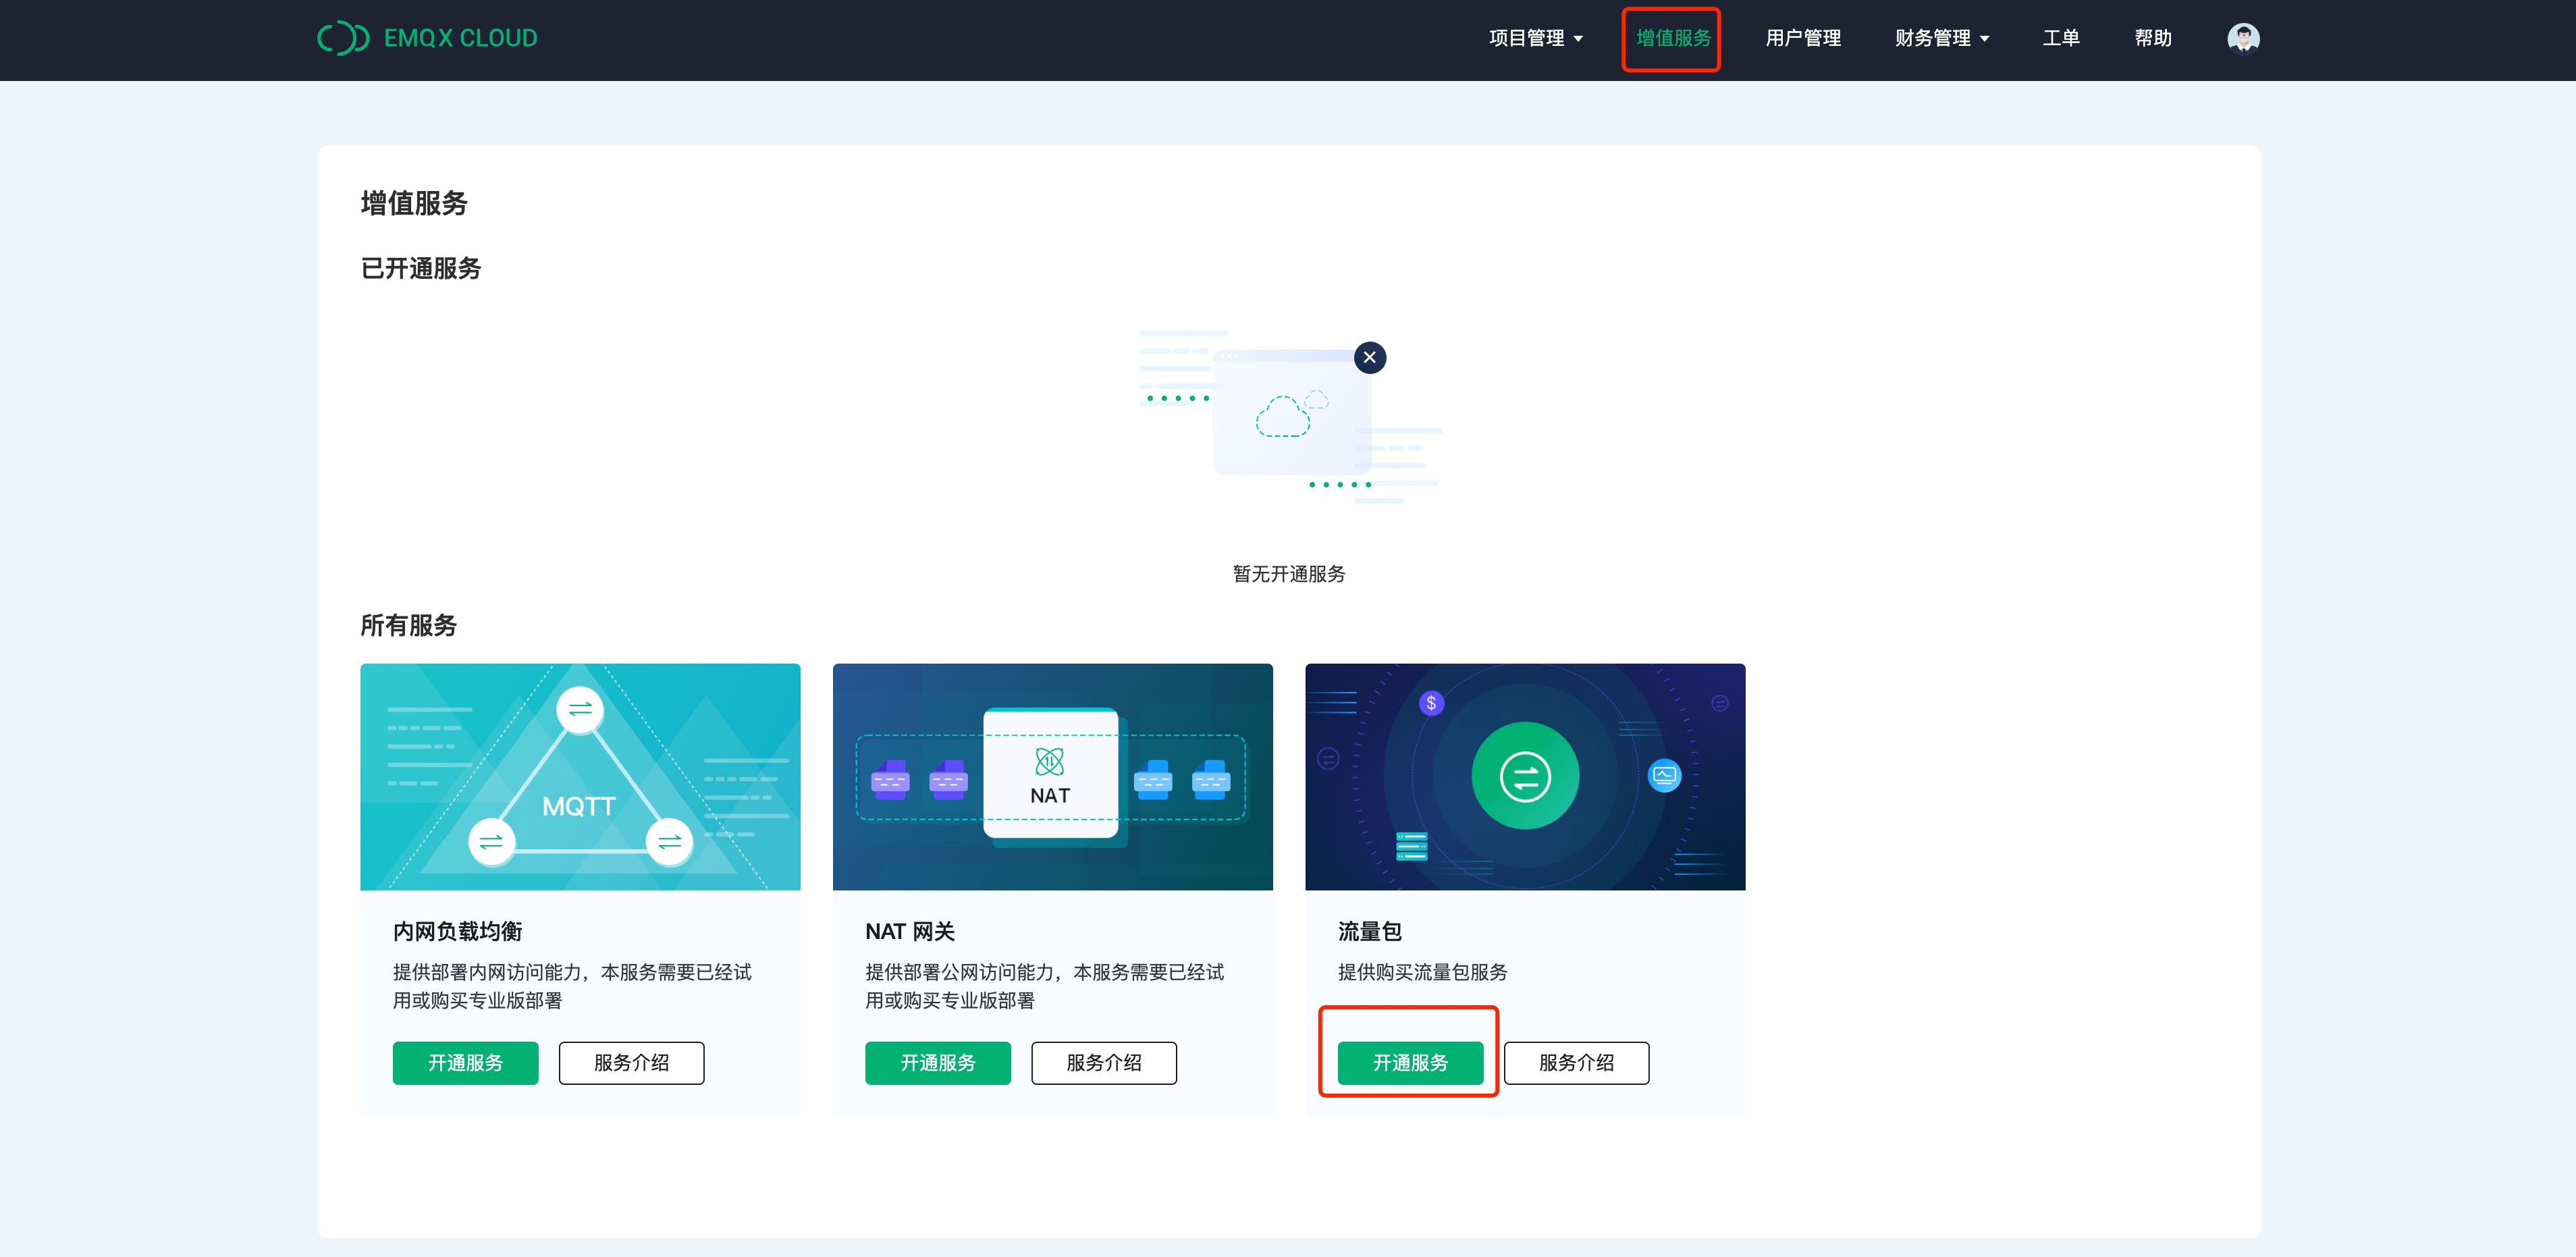 EMQX CLOUD
项目管理
增值服务
用户管理
财务管理
工单
帮助
增值服务
已开通服务
暂无开通服务
所有服务
MQTT
NAT
$
内网负载均衡
提供部署内网访问能力，本服务需要已经试
用或购买专业版部署
开通服务
服务介绍
NAT 网关
提供部署公网访问能力，本服务需要已经试
用或购买专业版部署
开通服务
服务介绍
流量包
提供购买流量包服务
开通服务
服务介绍